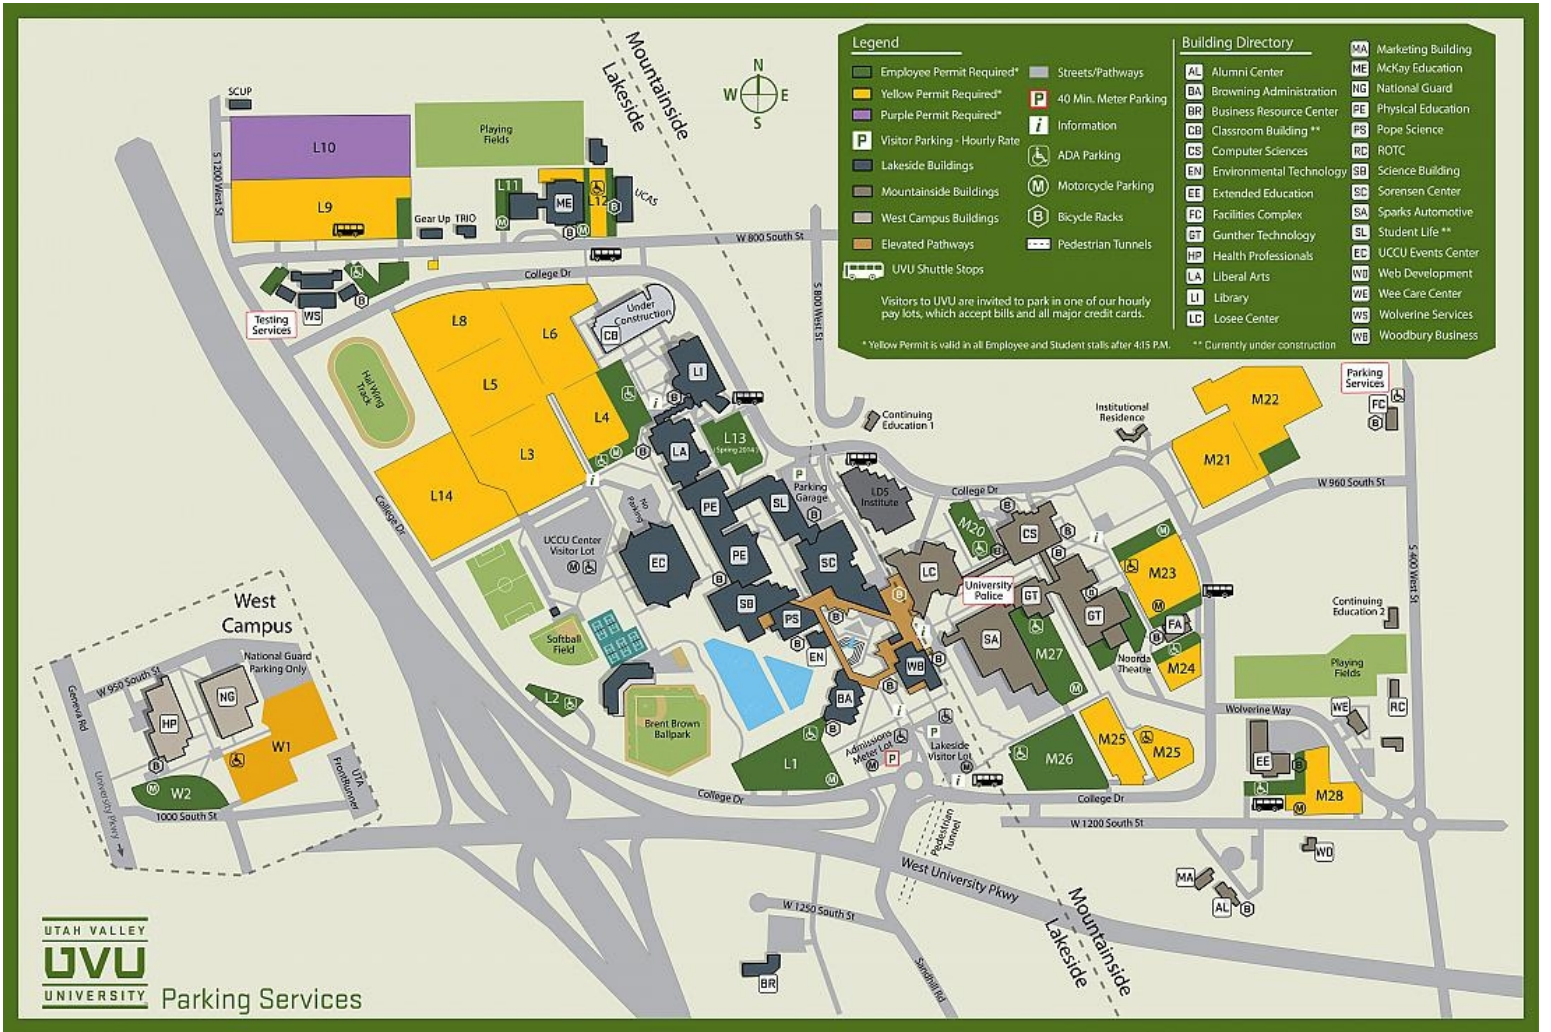 Legend
Employee Permit Required*
Yellow Permit Required*
Purple Permit Required*
P
Visitor Parking - Hourly Rate
Lakeside Buildings
Mountainside Buildings
West Campus Buildings
Elevated Pathways
UVU Shuttle Stops
Streets/Pathways
P
40 Min. Meter Parking
i
Information
ADA Parking
M
Motorcycle Parking
B
Bicycle Racks
Pedestrian Tunnels
Visitors to UVU are invited to park in one of our hourly
pay lots, which accept bills and all major credit cards.
* Yellow Permit is valid in all Employee and Student stalls after 4:15 P.M.
Building Directory
AL Alumni Center
BA Browning Administration
BR Business Resource Center
CB Classroom Building **
CS Computer Sciences
EN Environmental Technology
EE Extended Education
FC Facilities Complex
GT Gunther Technology
HP Health Professionals
LA Liberal Arts
LI Library
LC Losee Center
MA Marketing Building
ME McKay Education
NG National Guard
PE Physical Education
PS Pope Science
RC ROTC
SB Science Building
SC Sorensen Center
SA Sparks Automotive
SL Student Life **
EC UCCU Events Center
WD Web Development
WE Wee Care Center
WS Wolverine Services
WB Woodbury Business
** Currently under construction
N
W
E
S
Mountainside
Lakeside
SCUP
L10
L9
S 1200 West St
Playing
Fields
L11
ME
L12
UCAS
Gear Up
TRIO
W 800 South St
College Dr
S 800 West St
Testing
Services
WS
L8
L6
L5
L4
L3
L14
Under
Construction
CB
Hal Wing
Track
LI
LA
L13
(Spring 2014)
PE
SL
Parking
Garage
P
LDS
Institute
Continuing
Education 1
Institutional
Residence
M22
M21
Parking
Services
FC
W 960 South St
College Dr
College Dr
No
Parking
UCCU Center
Visitor Lot
EC
PE
SC
LC
M20
CS
University
Police
GT
GT
M23
FA
M24
Noorda
Theatre
SB
PS
EN
WB
SA
M27
BA
S 400 West St
Continuing
Education 2
Playing
Fields
WE
RC
Wolverine Way
EE
M28
M25
M25
M26
Softball
Field
L2
Brent Brown
Ballpark
L1
Admissions
Meter Lot
P
Lakeside
Visitor Lot
P
College Dr
College Dr
W 1200 South St
Pedestrian
Tunnel
West University Pkwy
WD
MA
AL
W 1250 South St
BR
Sandhill Rd
Mountainside
Lakeside
West
Campus
National Guard
Parking Only
W 950 South St
Geneva Rd
NG
HP
W1
W2
UTA
FrontRunner
1000 South St
University Pkwy
UTAH VALLEY
UVU
UNIVERSITY
Parking Services